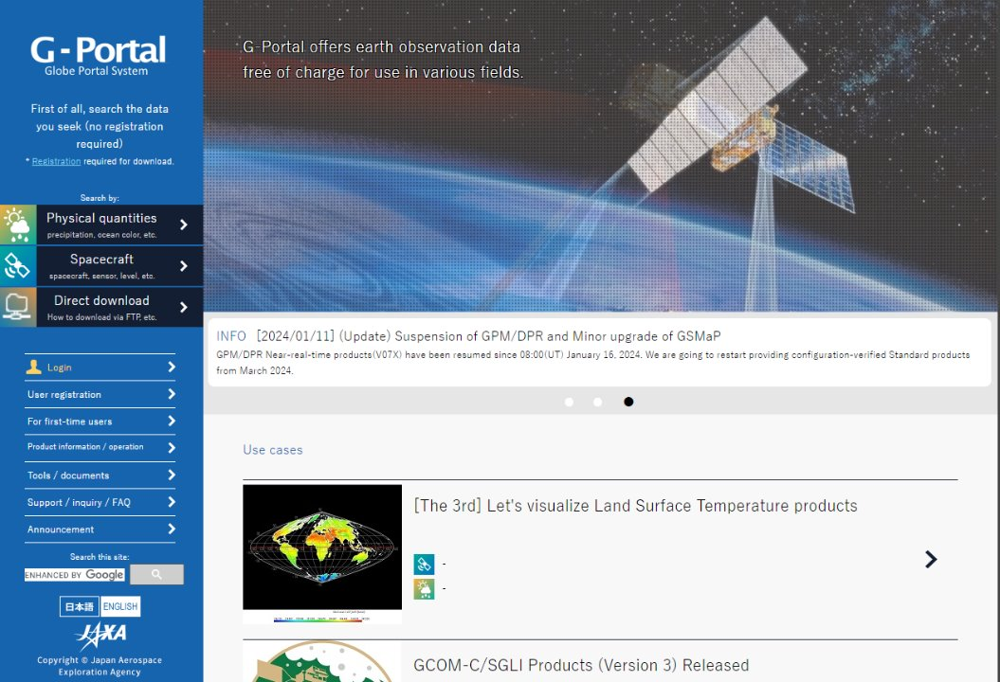 G-Portal
Globe Portal System
First of all, search the data
you seek (no registration
required)
* Registration required for download.
Search by:
Physical quantities
precipitation, ocean color, etc.
Spacecraft
spacecraft, sensor, level, etc.
Direct download
How to download via FTP, etc.
Login
User registration
For first-time users
Product information / operation
Tools / documents
Support / inquiry / FAQ
Announcement
Search this site:
ENHANCED BY Google
日本語 ENGLISH
JAXA
Copyright © Japan Aerospace
Exploration Agency
G-Portal offers earth observation data
free of charge for use in various fields.
INFO [2024/01/11] (Update) Suspension of GPM/DPR and Minor upgrade of GSMaP
GPM/DPR Near-real-time products(V07X) have been resumed since 08:00(UT) January 16, 2024. We are going to restart providing configuration-verified Standard products
from March 2024.
Use cases
[The 3rd] Let's visualize Land Surface Temperature products
-
-
GCOM-C/SGLI Products (Version 3) Released